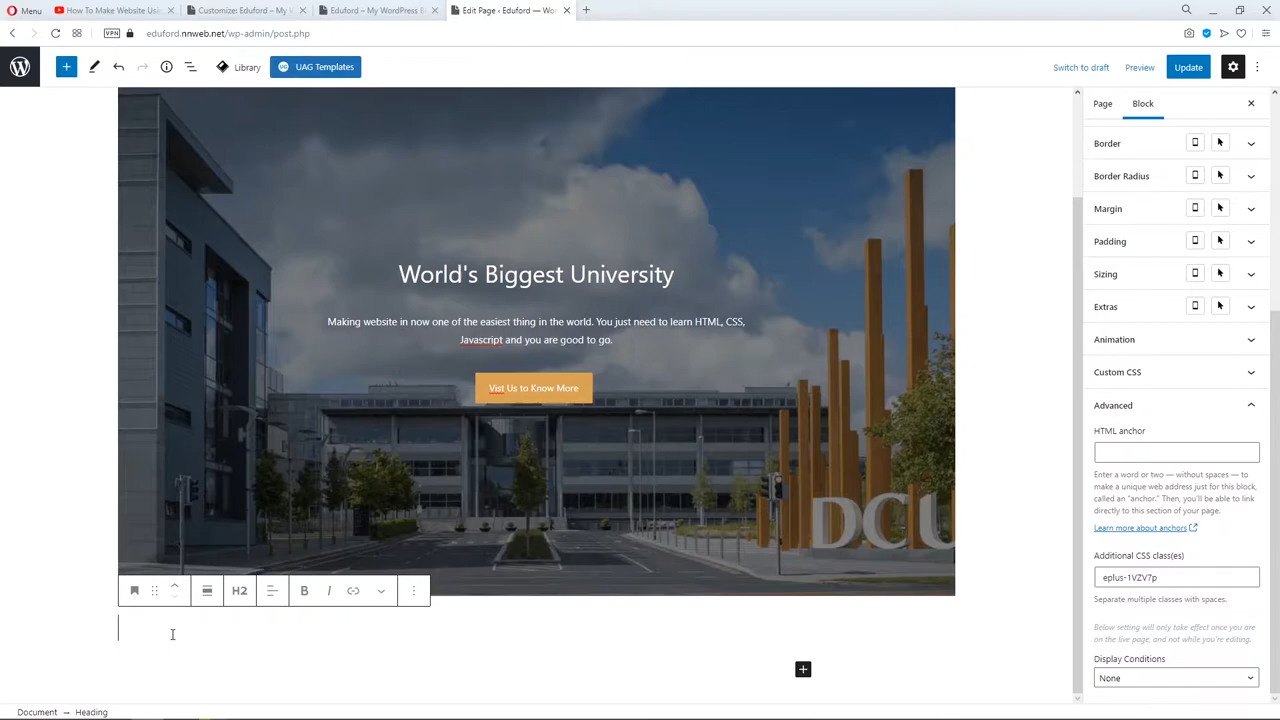 Menu
How To Make Website Usin
Customize: Eduford – My
Eduford – My WordPress B
Edit Page ‹ Eduford — Wo
VPN
eduford.nnweb.net/wp-admin/post.php
Library
UG
UAG Templates
Switch to draft
Preview
Update
Page
Block
Border
Border Radius
Margin
Padding
Sizing
Extras
Animation
Custom CSS
Advanced
HTML anchor
Enter a word or two — without spaces — to
make a unique web address just for this block,
called an “anchor.” Then, you’ll be able to link
directly to this section of your page.
Learn more about anchors
Additional CSS class(es)
eplus-1VZV7p
Separate multiple classes with spaces.
Below setting will only take effect once you are
on the live page, and not while you're editing.
Display Conditions
None
World's Biggest University
Making website in now one of the easiest thing in the world. You just need to learn HTML, CSS,
Javascript and you are good to go.
Vist Us to Know More
DCU
H2
B
I
Document → Heading